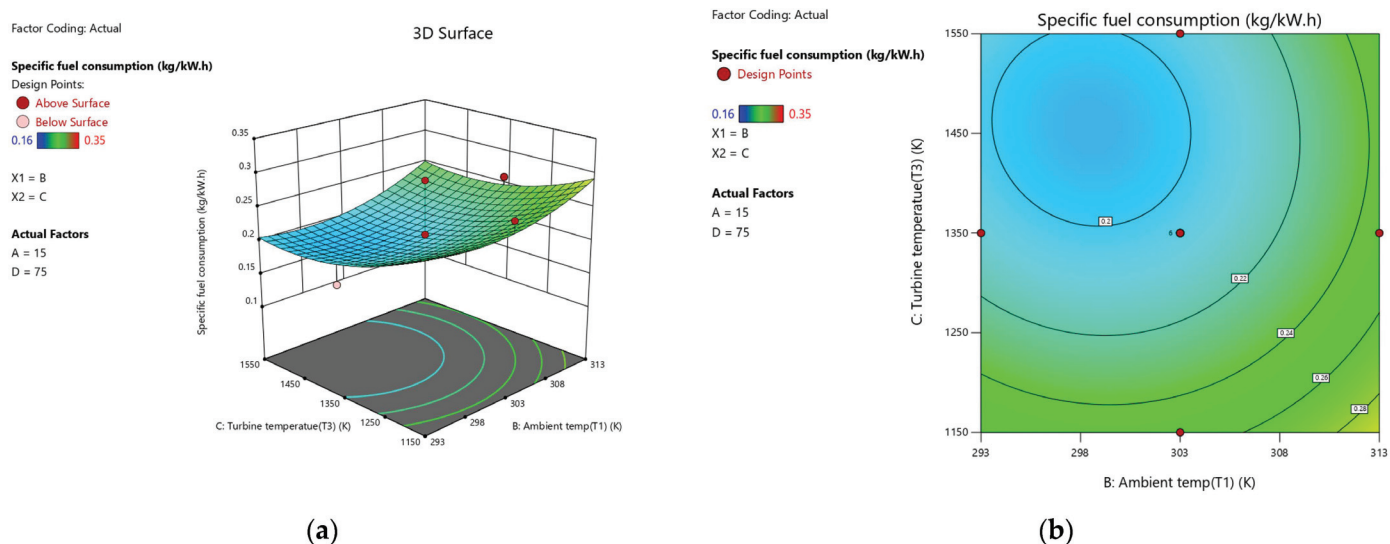 Factor Coding: Actual
3D Surface
Specific fuel consumption (kg/kW.h)
Design Points:
Above Surface
Below Surface
0.16 0.35
X1 = B
X2 = C
Actual Factors
A = 15
D = 75
Specific fuel consumption (kg/kW.h)
0.35
0.3
0.25
0.2
0.15
0.1
1550
1450
1350
1250
1150
293
298
303
308
313
C: Turbine temperatue(T3) (K)
B: Ambient temp(T1) (K)
(a)
Factor Coding: Actual
Specific fuel consumption (kg/kW.h)
Specific fuel consumption (kg/kW.h)
Design Points
0.16 0.35
X1 = B
X2 = C
Actual Factors
A = 15
D = 75
C: Turbine temperatue(T3) (K)
1550
1450
1350
1250
1150
0.2
6
0.22
0.24
0.26
0.28
293
298
303
308
313
B: Ambient temp(T1) (K)
(b)